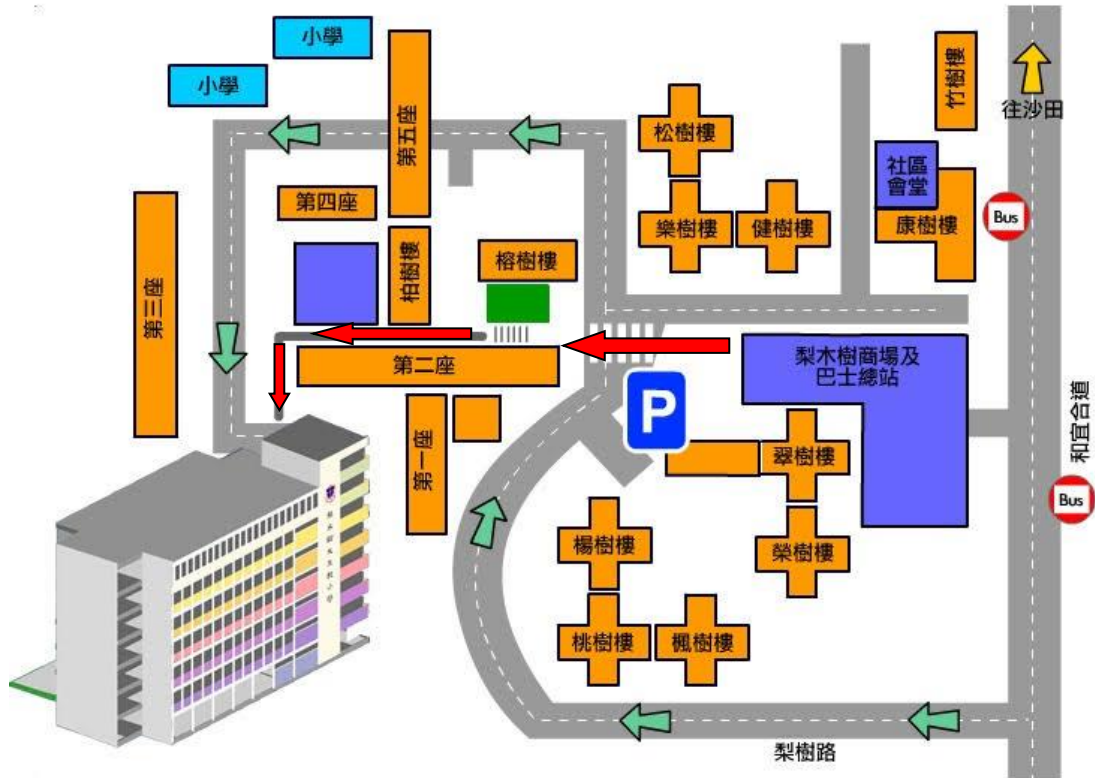 小學
小學
第五座
竹樹樓
往沙田
松樹樓
社區
會堂
第四座
樂樹樓
健樹樓
康樹樓
Bus
柏樹樓
榕樹樓
第三座
第二座
梨木樹商場及
巴士總站
P
和宜合道
第一座
翠樹樓
Bus
楊樹樓
榮樹樓
桃樹樓
楓樹樓
梨樹路